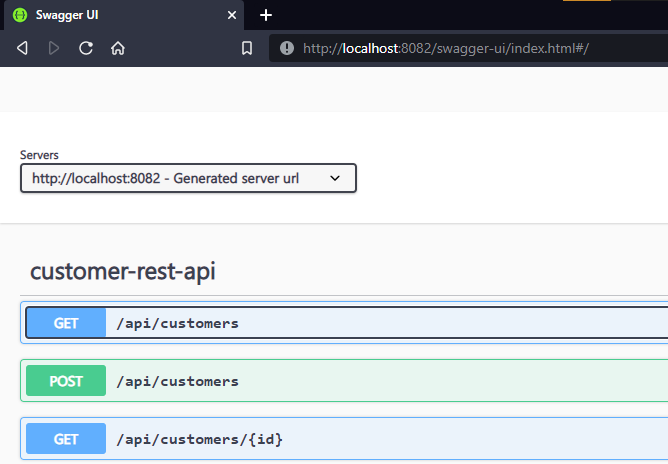 Swagger UI
http://localhost:8082/swagger-ui/index.html#/
Servers
http://localhost:8082 - Generated server url
customer-rest-api
GET /api/customers
POST /api/customers
GET /api/customers/{id}